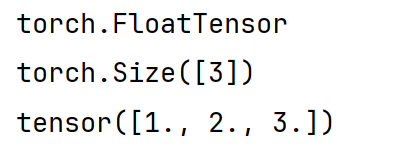 torch.FloatTensor
torch.Size([3])
tensor([1., 2., 3.])